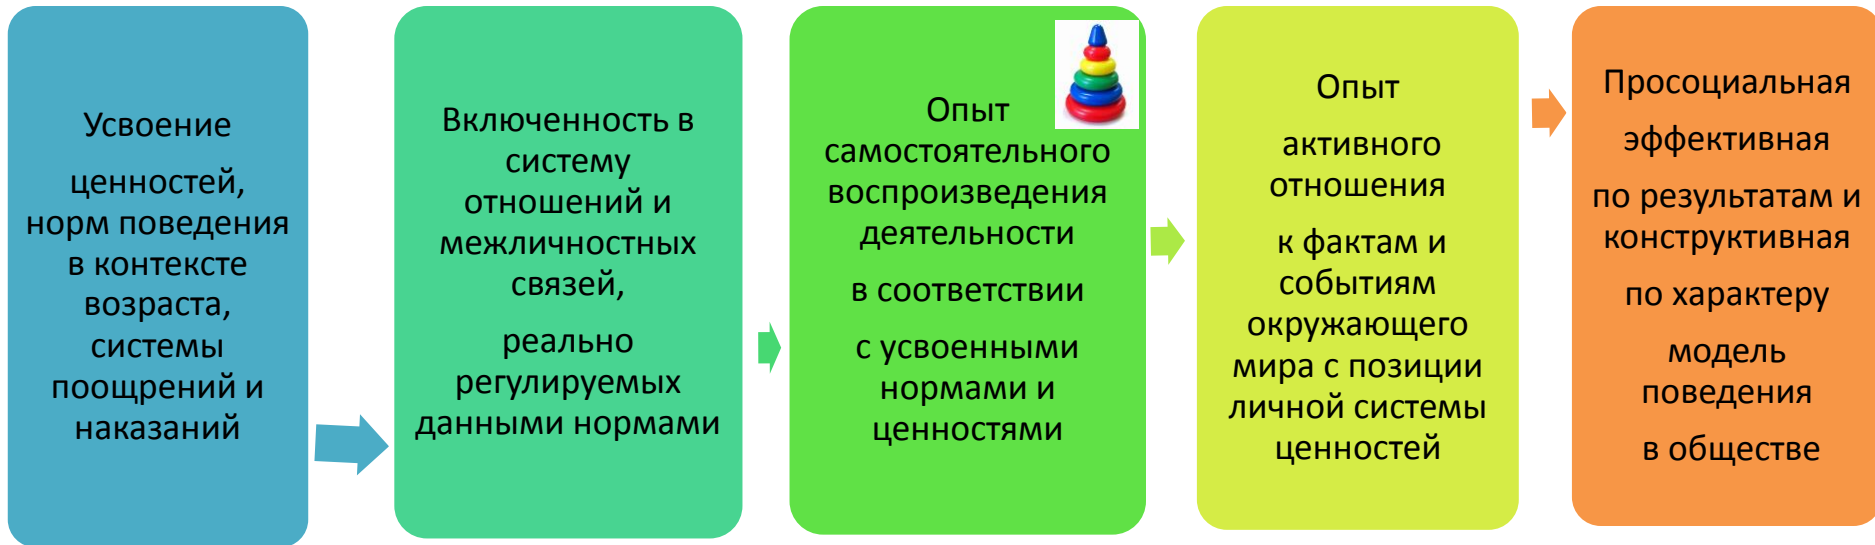 Усвоение
ценностей,
норм поведения
в контексте
возраста,
системы
поощрений и
наказаний
Включенность в
систему
отношений и
межличностных
связей,
реально
регулируемых
данными нормами
Опыт
самостоятельного
воспроизведения
деятельности
в соответствии
с усвоенными
нормами и
ценностями
Опыт
активного
отношения
к фактам и
событиям
окружающего
мира с позиции
личной системы
ценностей
Просоциальная
эффективная
по результатам и
конструктивная
по характеру
модель
поведения
в обществе